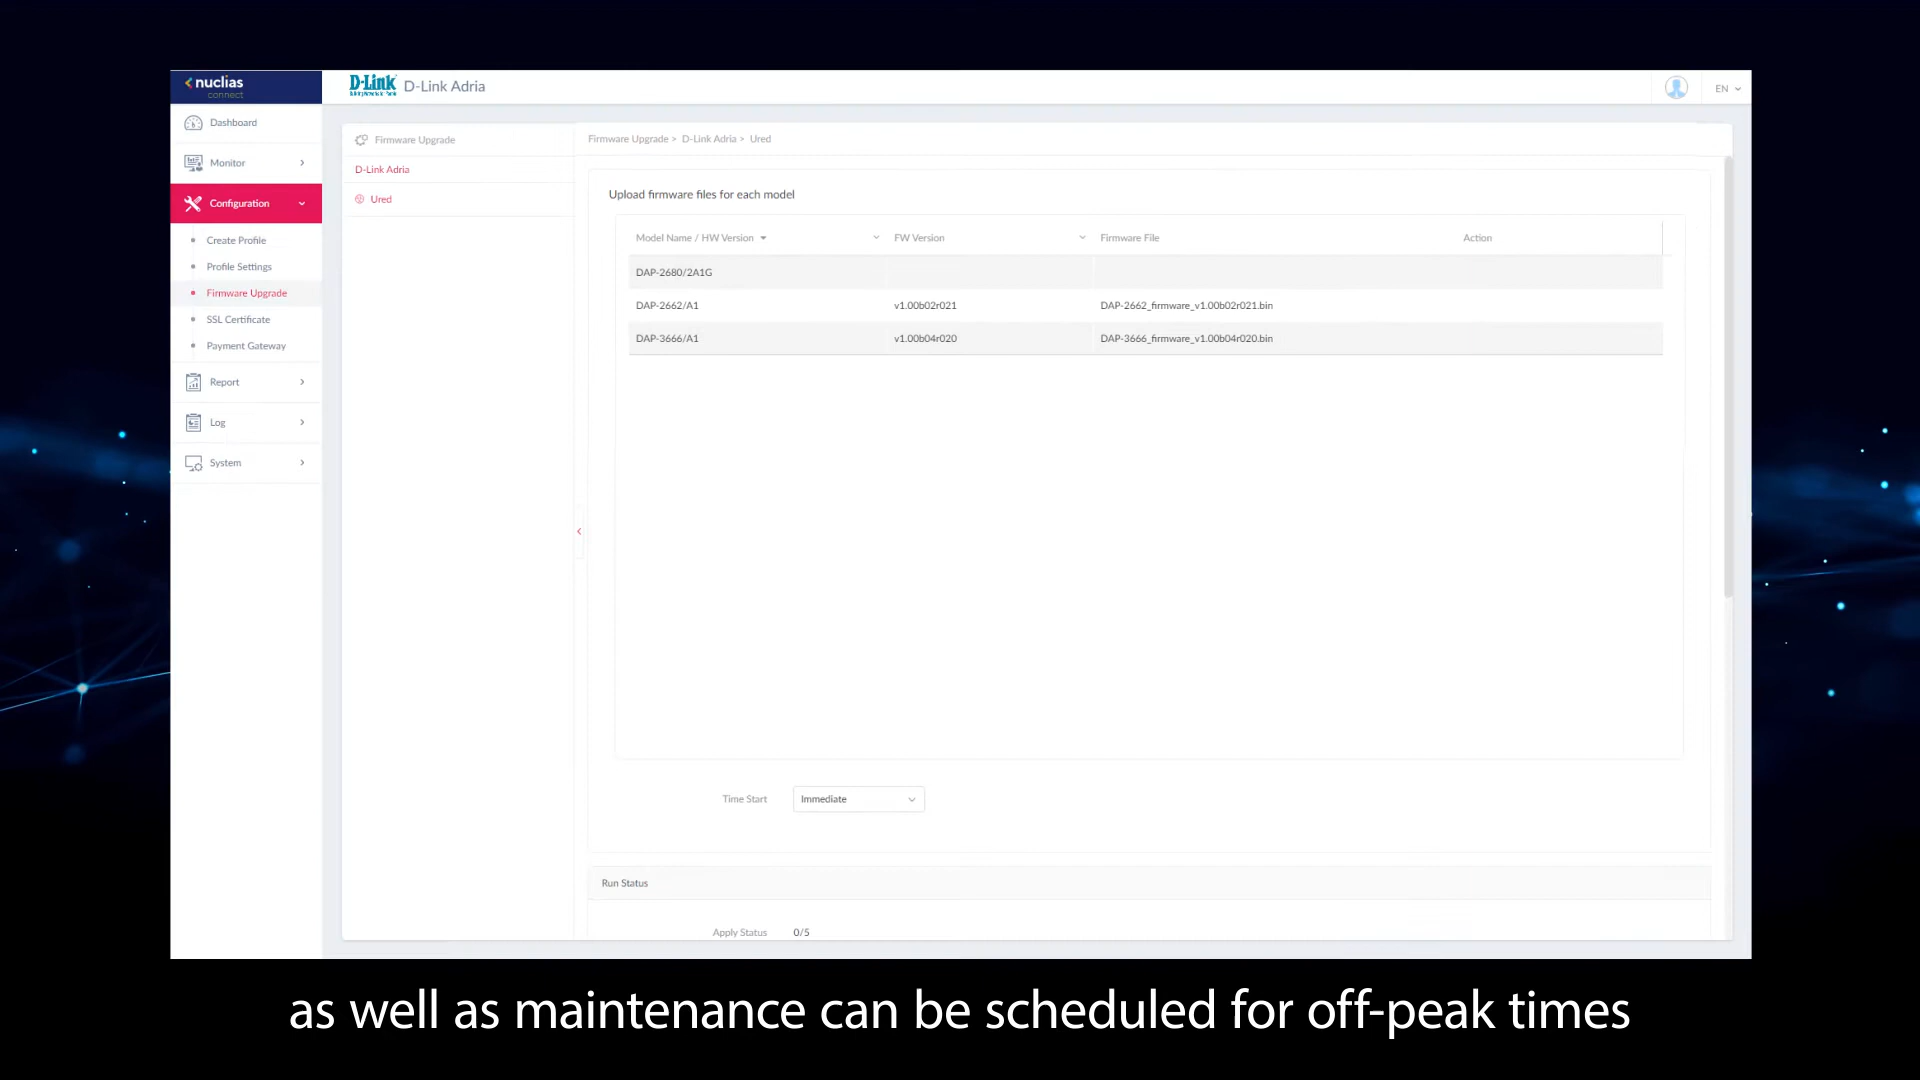 nuclias
connect
D-Link D-Link Adria
EN
Dashboard
Monitor
Configuration
Create Profile
Profile Settings
Firmware Upgrade
SSL Certificate
Payment Gateway
Report
Log
System
Firmware Upgrade
D-Link Adria
Ured
Firmware Upgrade > D-Link Adria > Ured
Upload firmware files for each model
Model Name / HW Version FW Version Firmware File Action
DAP-2680/2A1G
DAP-2662/A1 v1.00b02r021 DAP-2662_firmware_v1.00b02r021.bin
DAP-3666/A1 v1.00b04r020 DAP-3666_firmware_v1.00b04r020.bin
Time Start Immediate
Run Status
Apply Status 0/5
as well as maintenance can be scheduled for off-peak times